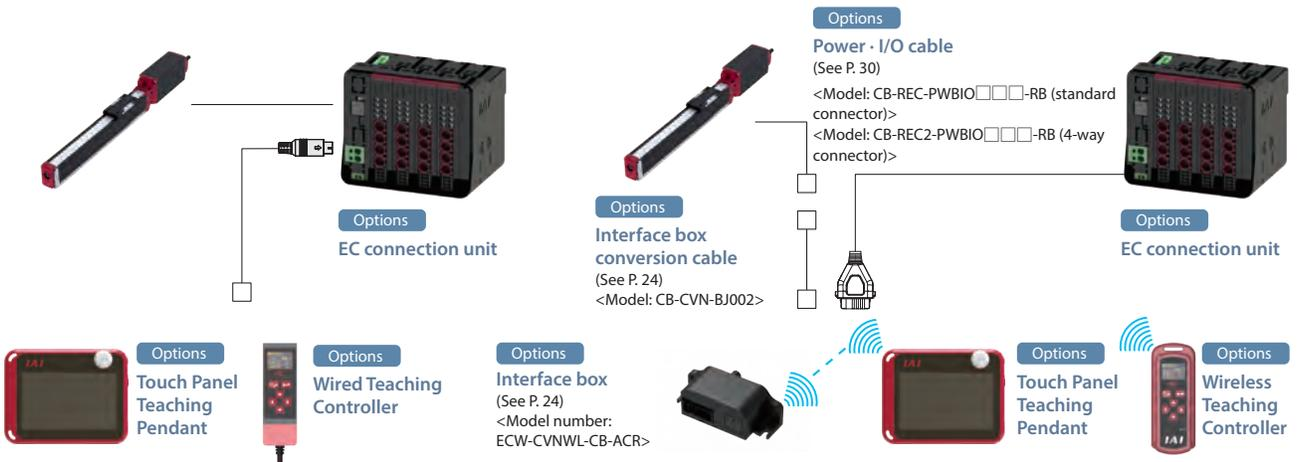 Options
Power · I/O cable
(See P. 30)
<Model: CB-REC-PWBIO□□□-RB (standard
connector)>
<Model: CB-REC2-PWBIO□□□-RB (4-way
connector)>
Options
EC connection unit
Options
Interface box
conversion cable
(See P. 24)
<Model: CB-CVN-BJ002>
Options
EC connection unit
IAI
Options
Touch Panel
Teaching
Pendant
Options
Wired Teaching
Controller
Options
Interface box
(See P. 24)
<Model number:
ECW-CVNWL-CB-ACR>
IAI
Options
Touch Panel
Teaching
Pendant
IAI
Options
Wireless
Teaching
Controller